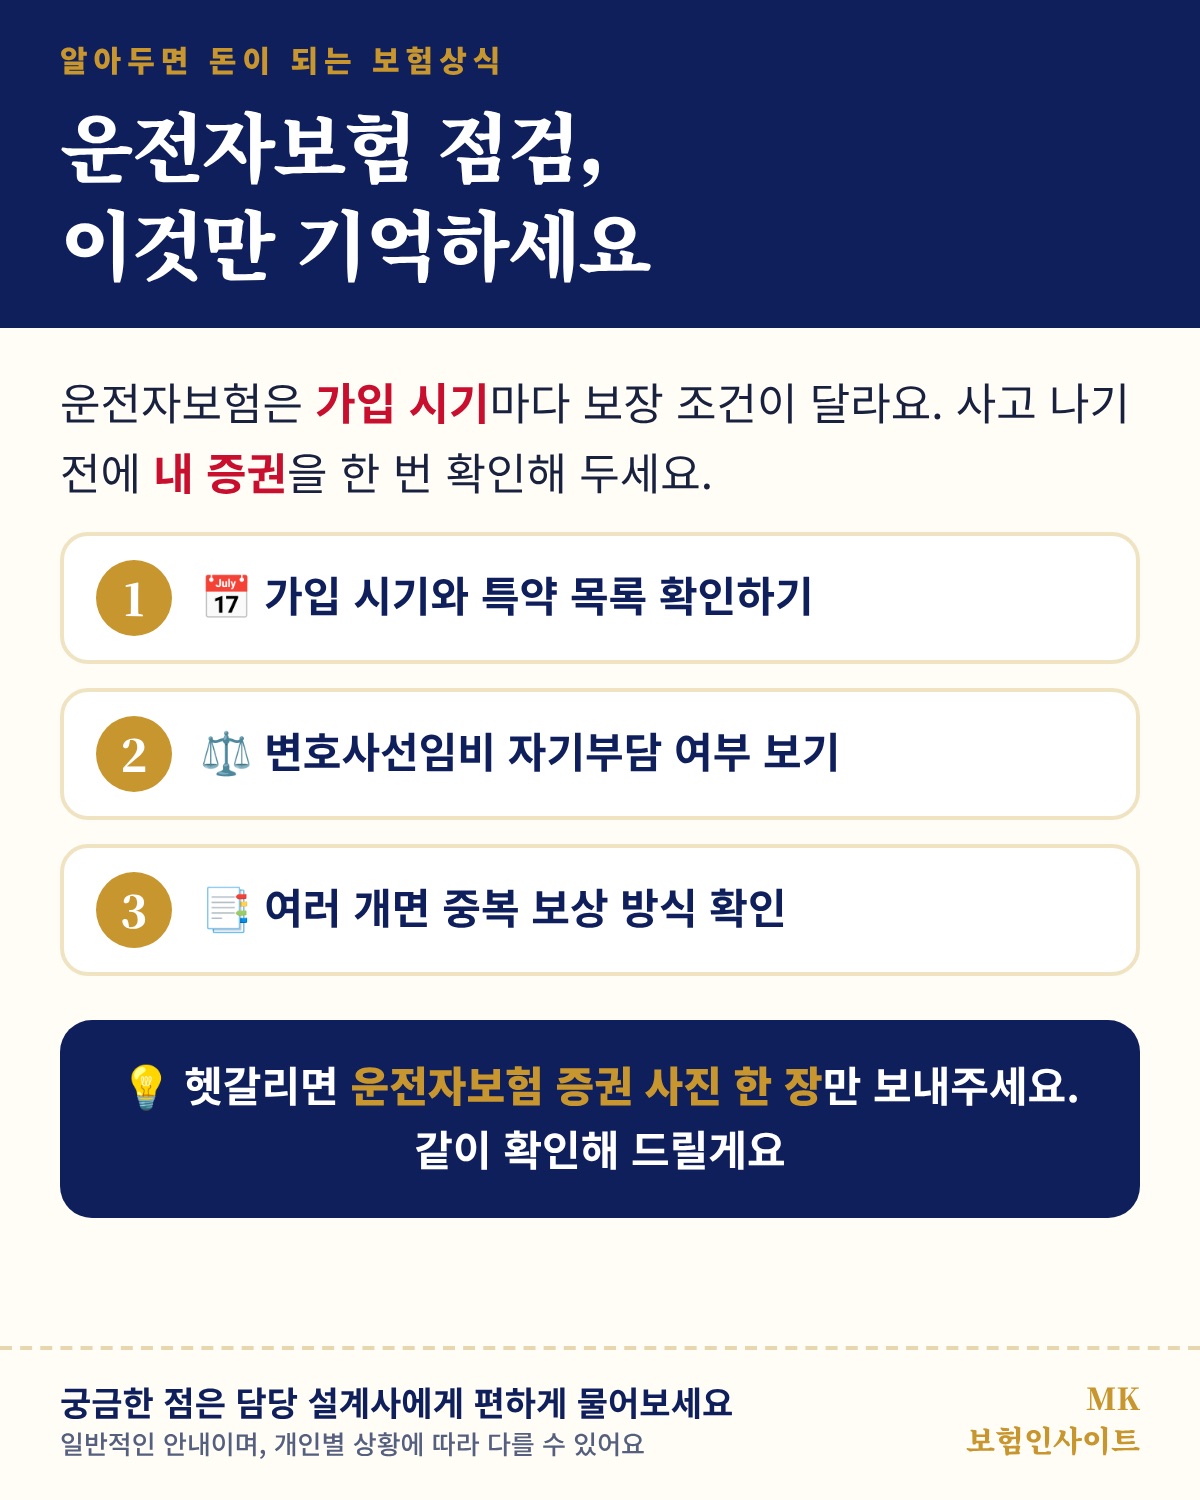 알아두면 돈이 되는 보험상식
운전자보험 점검,
이것만 기억하세요
운전자보험은 가입 시기마다 보장 조건이 달라요. 사고 나기
전에 내 증권을 한 번 확인해 두세요.
1 📅 가입 시기와 특약 목록 확인하기
2 ⚖️ 변호사선임비 자기부담 여부 보기
3 📑 여러 개면 중복 보상 방식 확인
💡 헷갈리면 운전자보험 증권 사진 한 장만 보내주세요.
같이 확인해 드릴게요
궁금한 점은 담당 설계사에게 편하게 물어보세요
일반적인 안내이며, 개인별 상황에 따라 다를 수 있어요
MK
보험인사이트